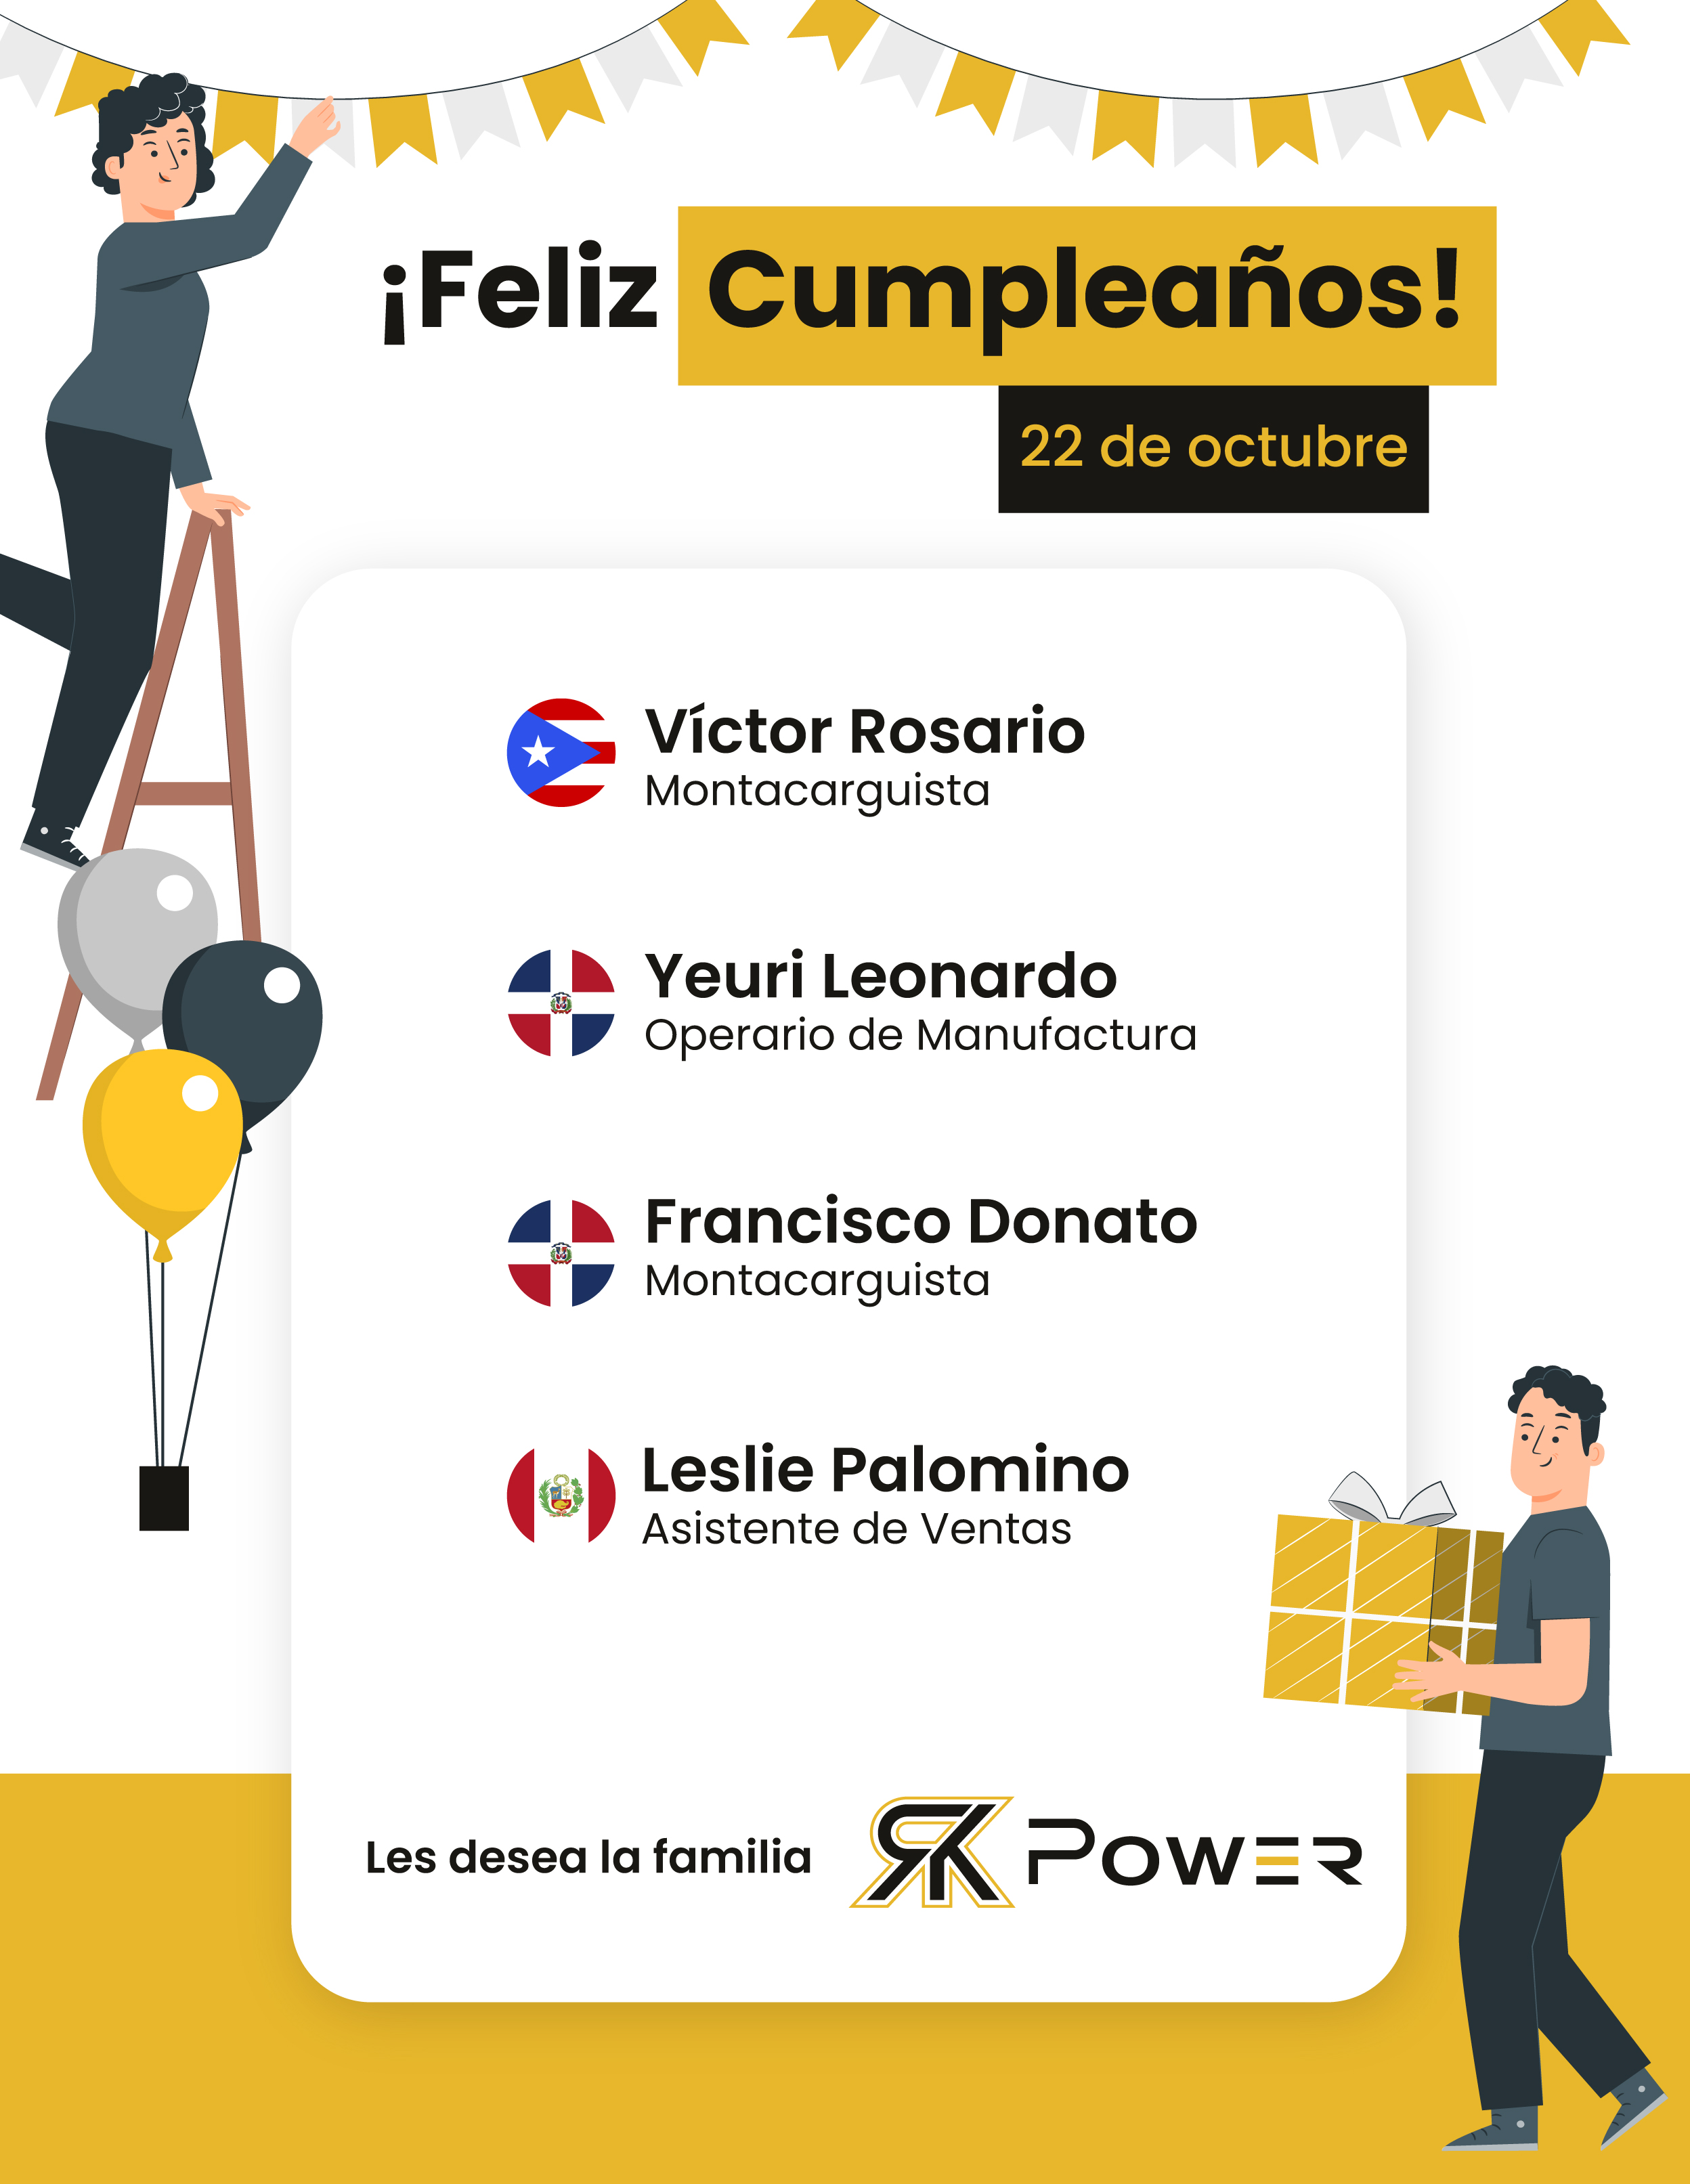 ¡Feliz Cumpleaños!
22 de octubre
Víctor Rosario
Montacarguista
Yeuri Leonardo
Operario de Manufactura
Francisco Donato
Montacarguista
Leslie Palomino
Asistente de Ventas
Les desea la familia RK Power